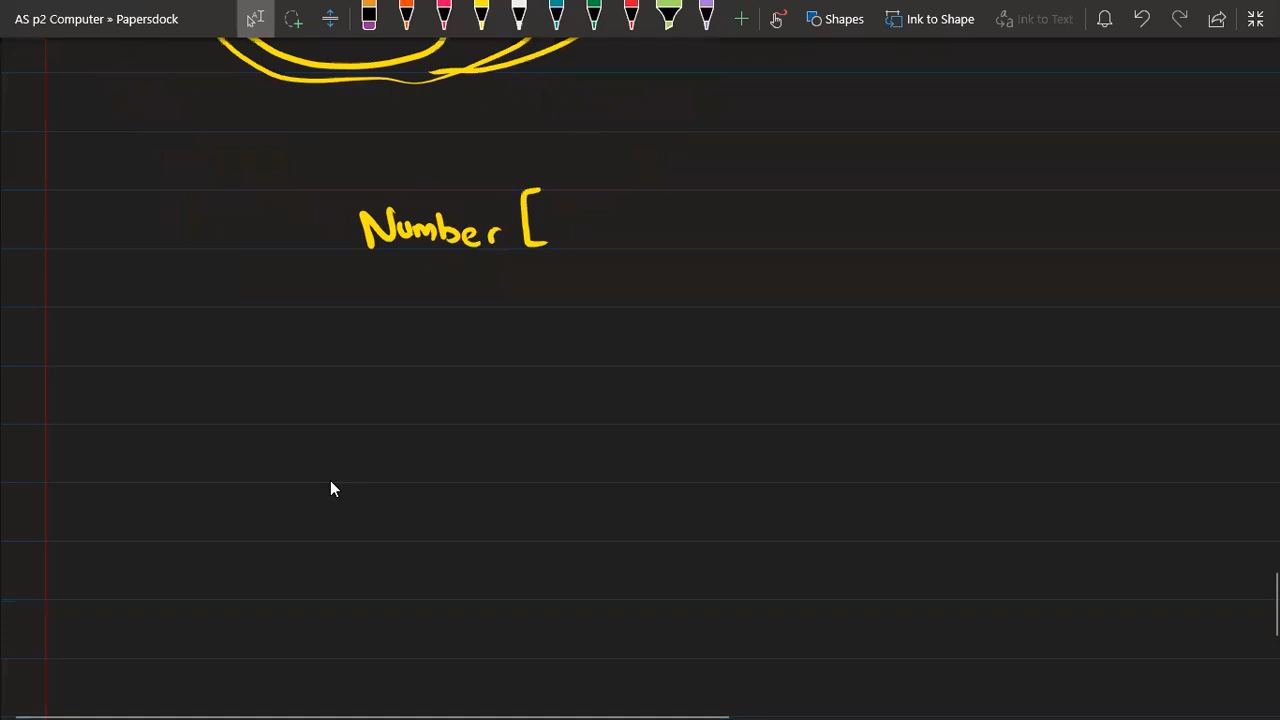 AS p2 Computer » Papersdock
Shapes
Ink to Shape
Ink to Text
Number [